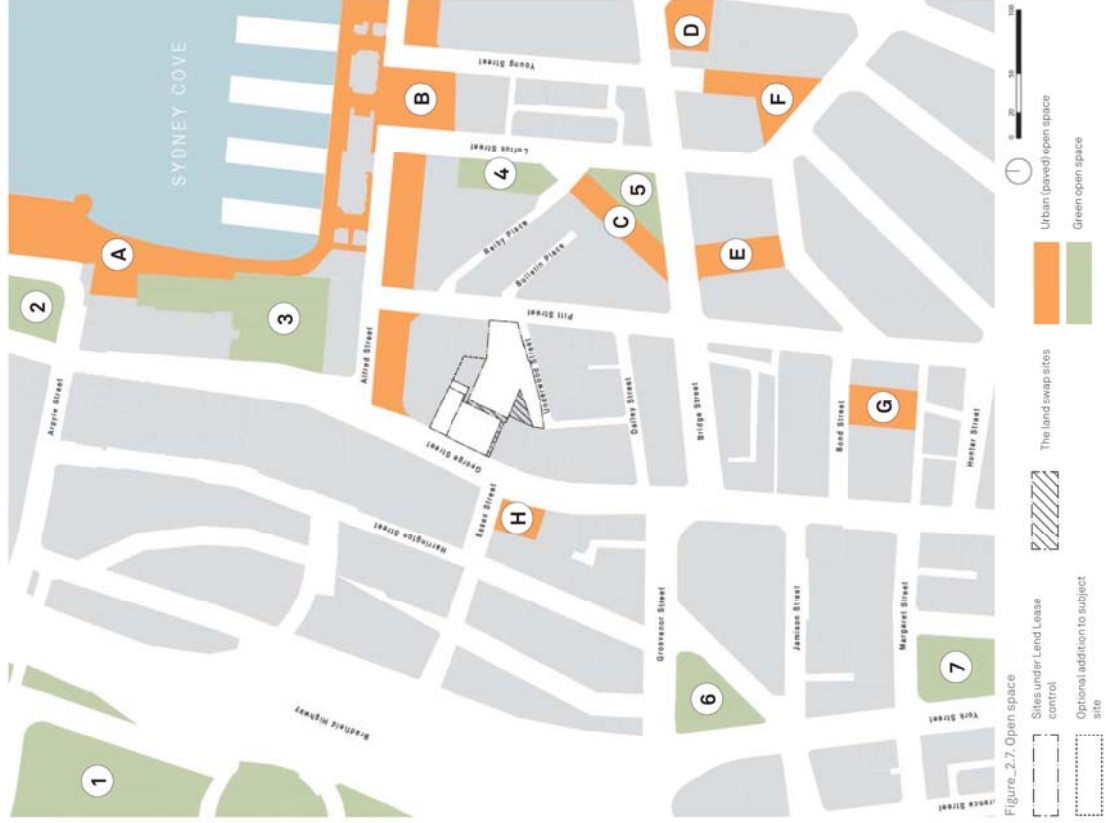 SYDNEY COVE
A
B
C
D
E
F
G
H
1
2
3
4
5
6
7
Argyle Street
Alfred Street
George Street
Harrington Street
Essex Street
Bradfield Highway
Pitt Street
Underwood Street
Dalley Street
Bridge Street
Reiby Place
Bulletin Place
Loftus Street
Young Street
Bond Street
Hunter Street
Grosvenor Street
Jamison Street
Margaret Street
York Street
rence Street
0 20 50 100
Figure_2.7. Open space
Sites under Lend Lease
control
Optional addition to subject
site
The land swap sites
Urban (paved) open space
Green open space